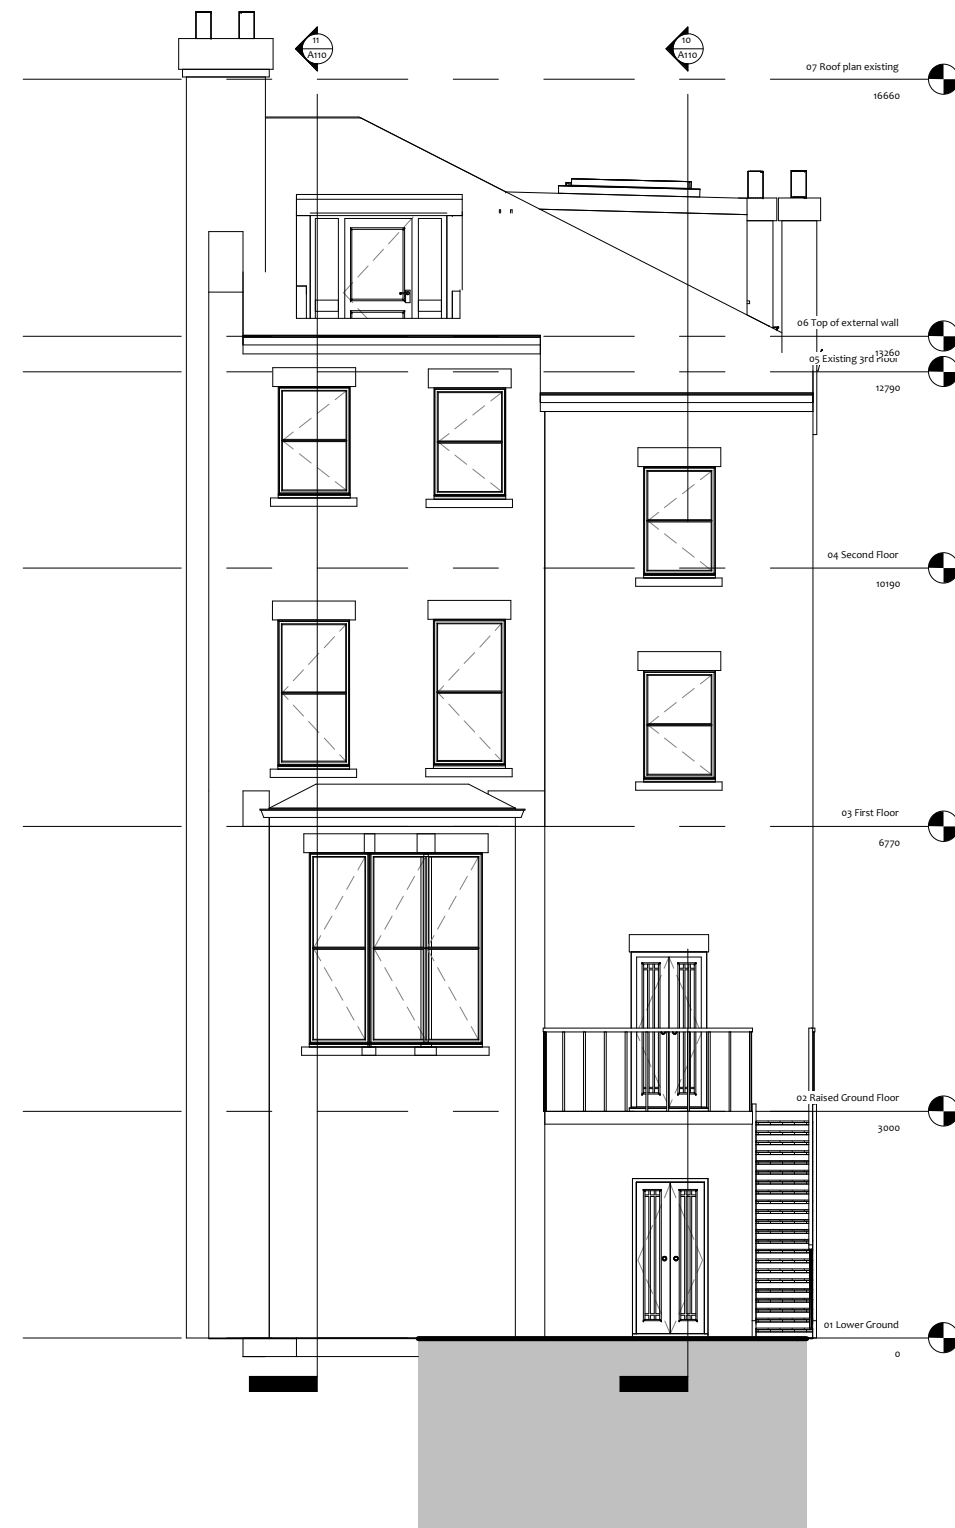 11
A110
10
A110
07 Roof plan existing
16660
06 Top of external wall
13260
05 Existing 3rd Floor
12790
04 Second Floor
10190
03 First Floor
6770
02 Raised Ground Floor
3000
01 Lower Ground
0